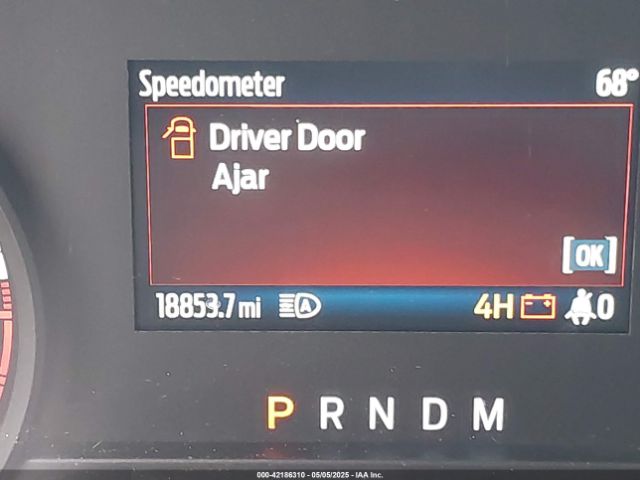 Speedometer 68°
Driver Door
Ajar
[OK]
18853.7 mi A 4H 0
P R N D M
000-42186310 - 05/05/2025 - IAA Inc.